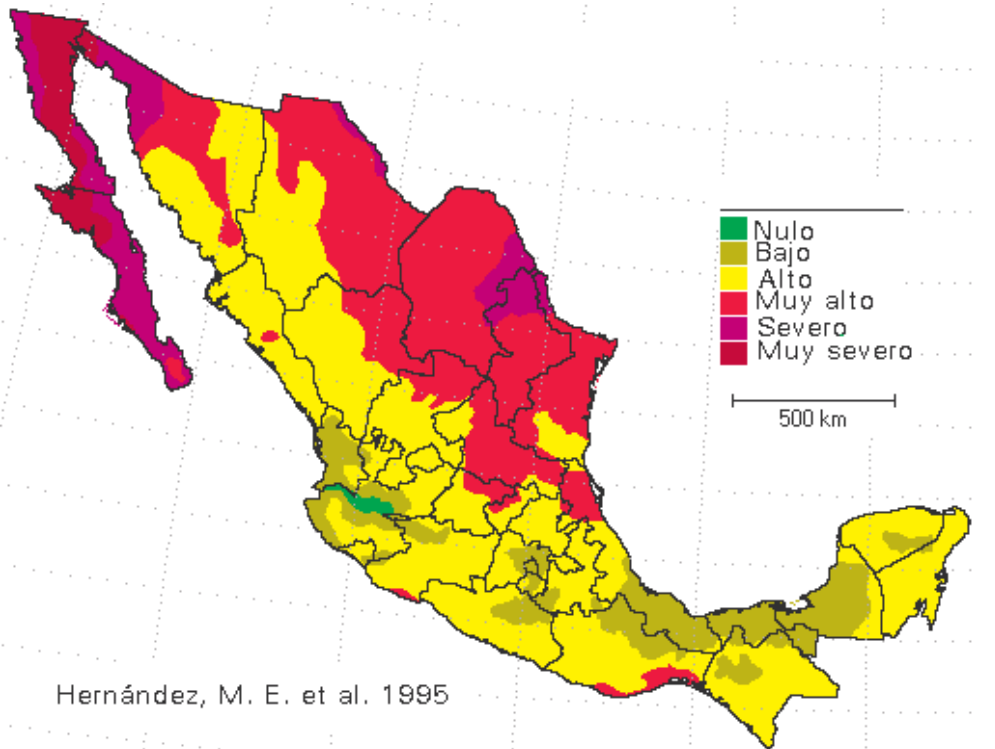 Nulo
Bajo
Alto
Muy alto
Severo
Muy severo
500 km
Hernández, M. E. et al. 1995